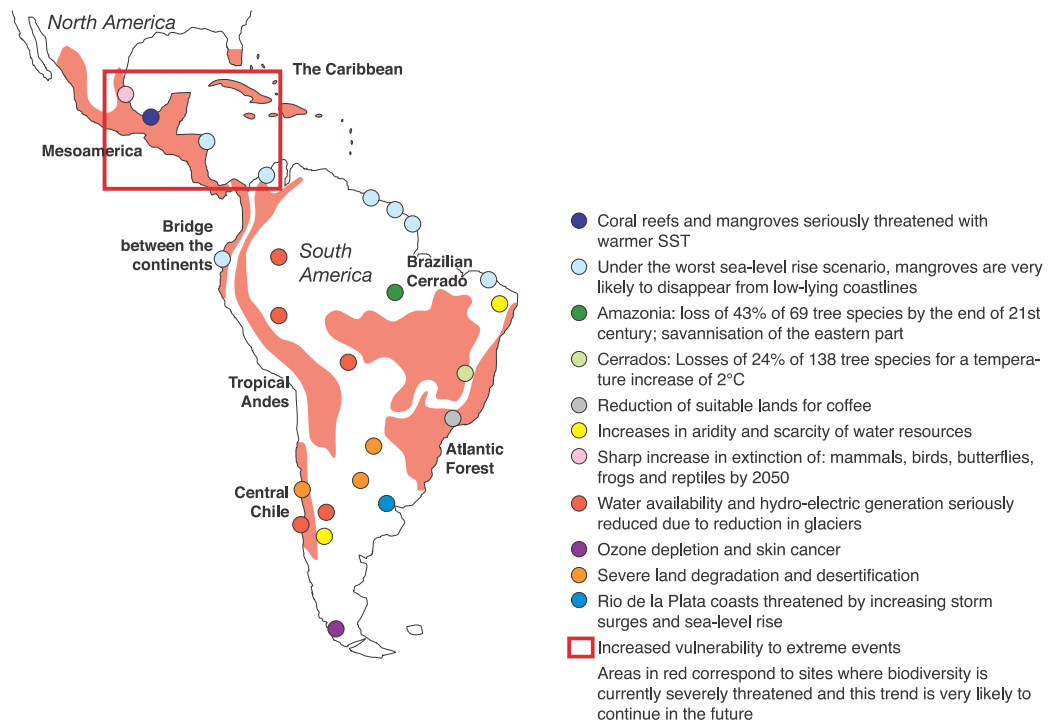 North America
The Caribbean
Mesoamerica
Bridge
between the
continents
South
America
Brazilian
Cerrado
Tropical
Andes
Atlantic
Forest
Central
Chile
Coral reefs and mangroves seriously threatened with
warmer SST
Under the worst sea-level rise scenario, mangroves are very
likely to disappear from low-lying coastlines
Amazonia: loss of 43% of 69 tree species by the end of 21st
century; savannisation of the eastern part
Cerrados: Losses of 24% of 138 tree species for a tempera-
ture increase of 2°C
Reduction of suitable lands for coffee
Increases in aridity and scarcity of water resources
Sharp increase in extinction of: mammals, birds, butterflies,
frogs and reptiles by 2050
Water availability and hydro-electric generation seriously
reduced due to reduction in glaciers
Ozone depletion and skin cancer
Severe land degradation and desertification
Rio de la Plata coasts threatened by increasing storm
surges and sea-level rise
Increased vulnerability to extreme events
Areas in red correspond to sites where biodiversity is
currently severely threatened and this trend is very likely to
continue in the future